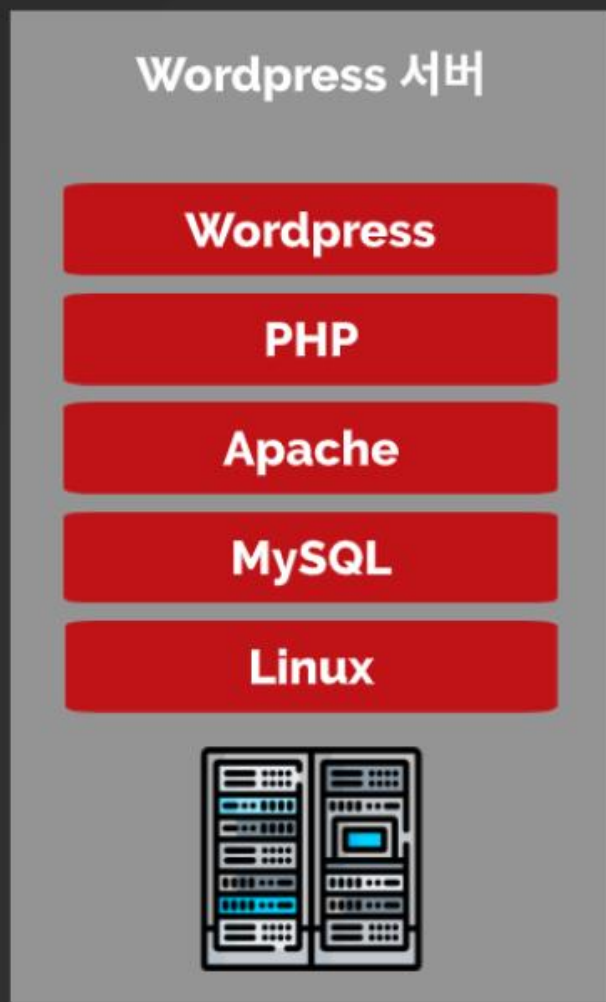 Wordpress 서버
Wordpress
PHP
Apache
MySQL
Linux